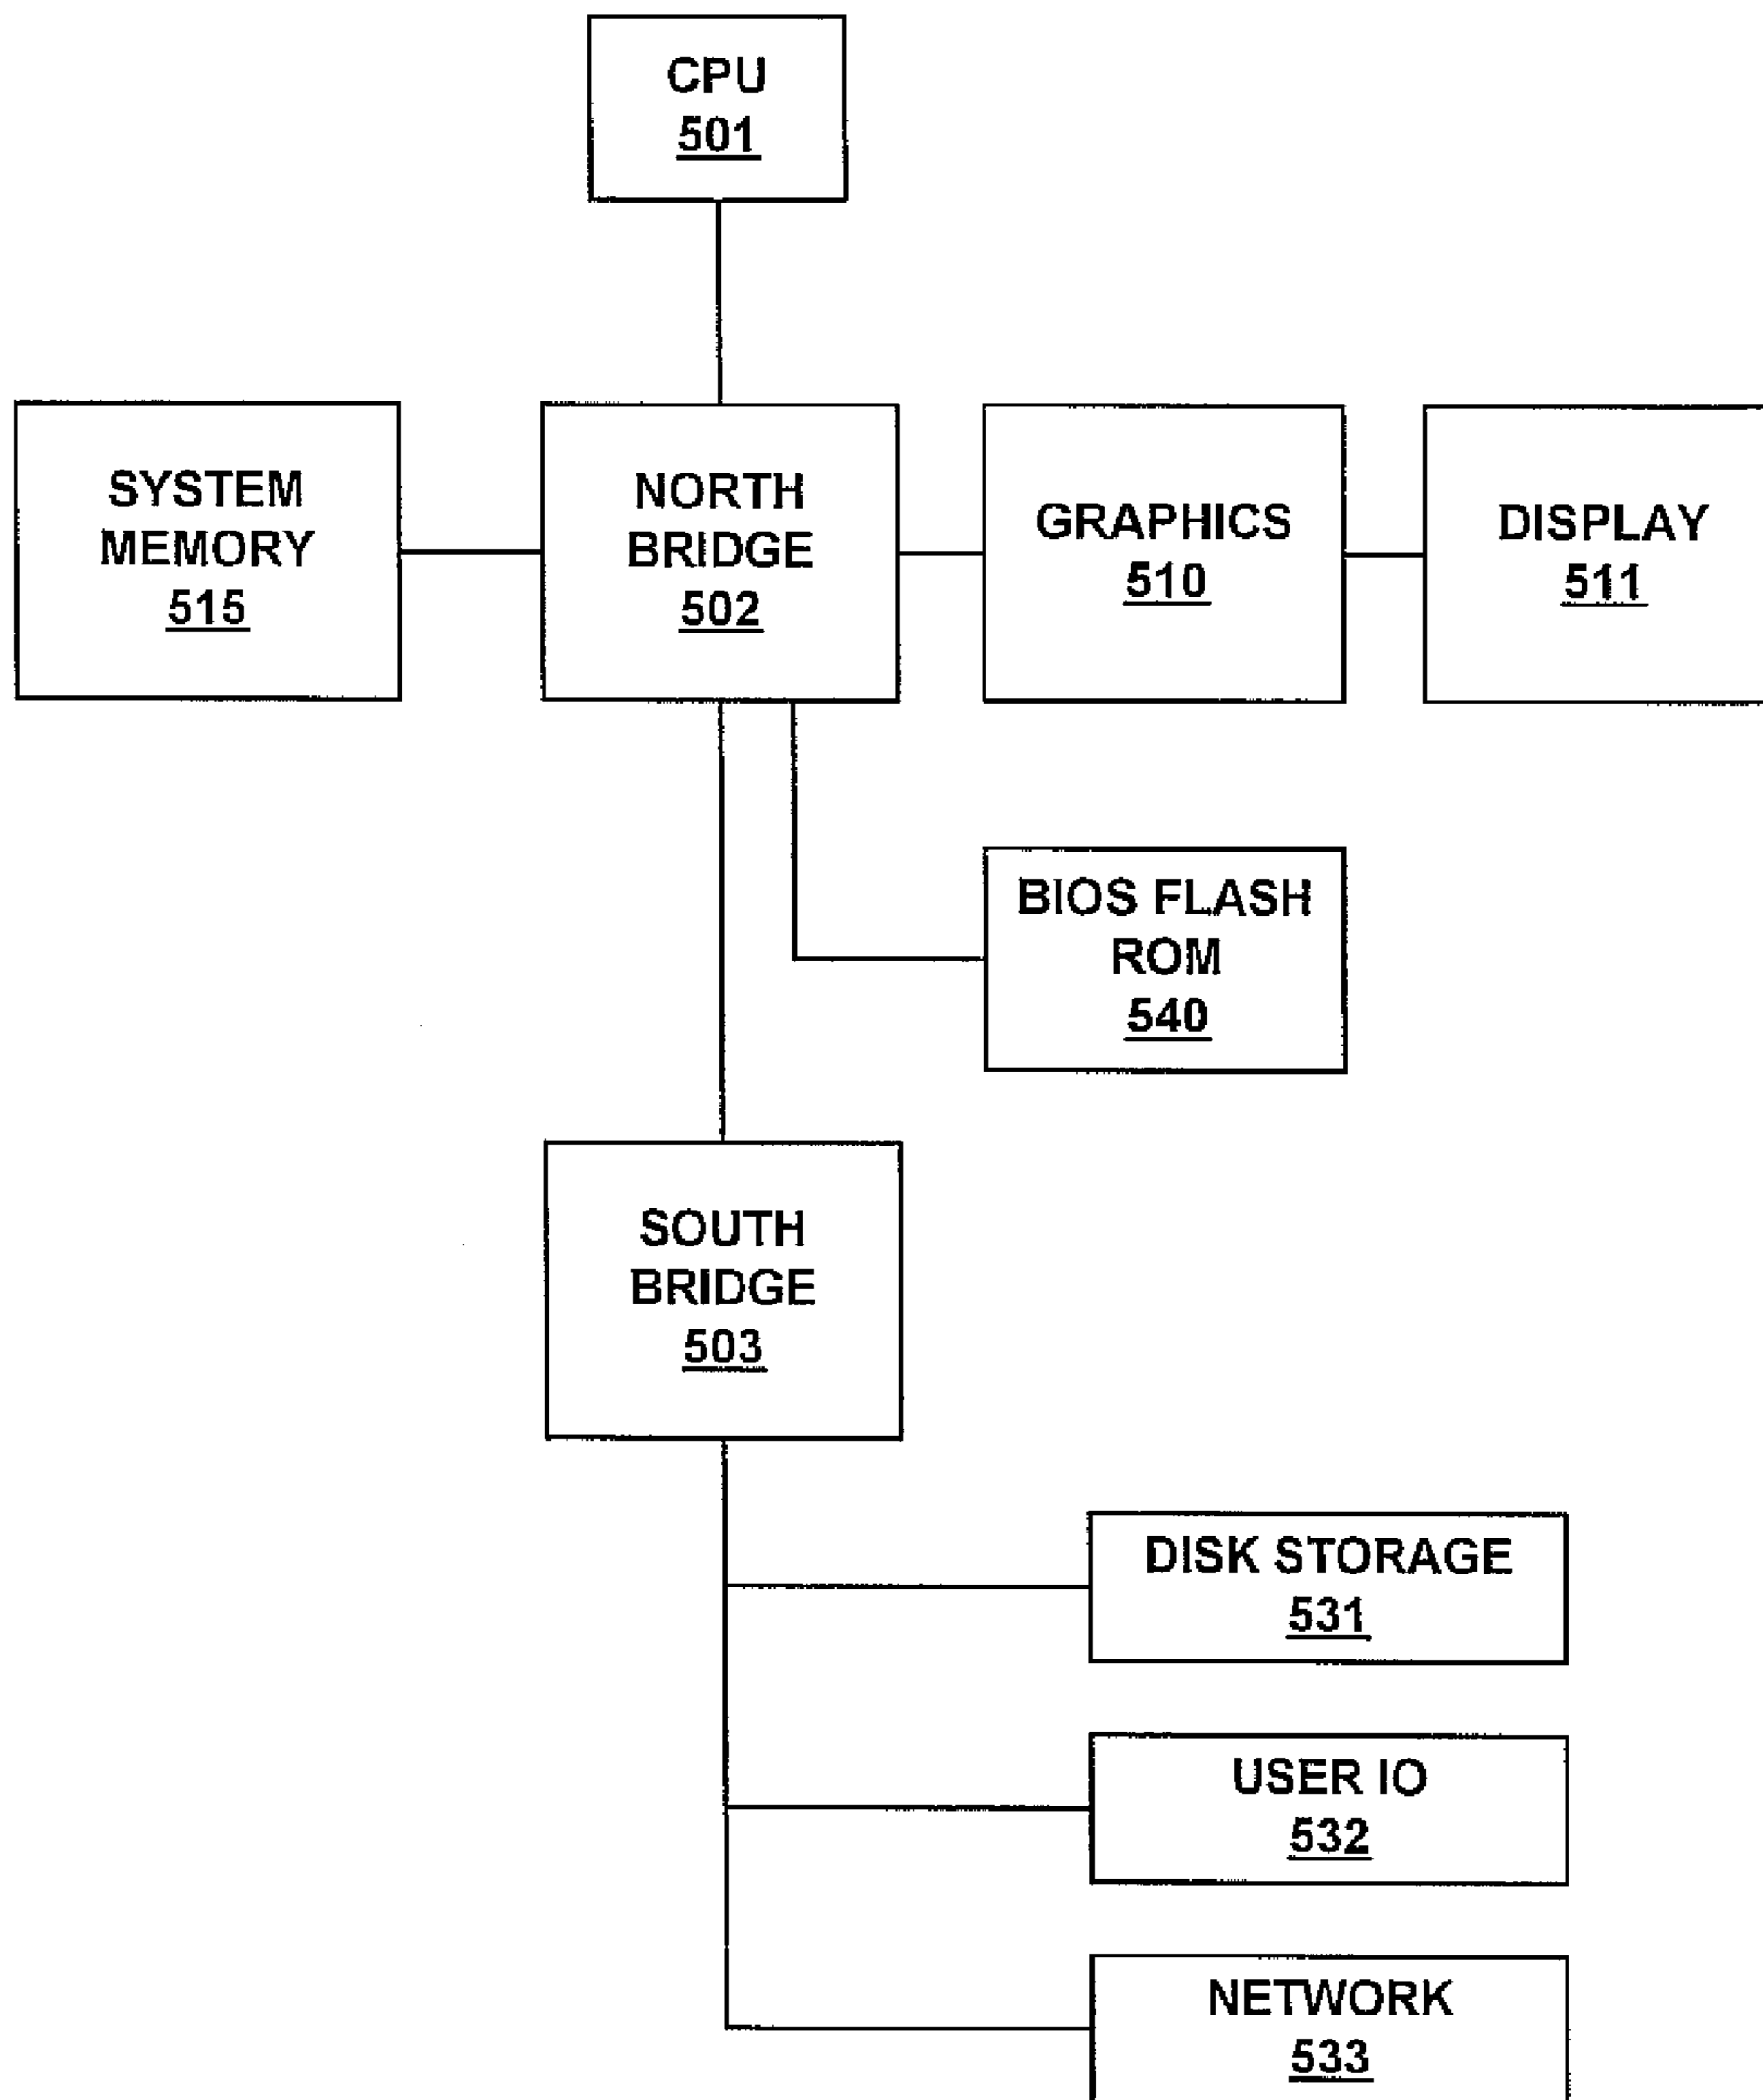 CPU
501
SYSTEM
MEMORY
515
NORTH
BRIDGE
502
GRAPHICS
510
DISPLAY
511
BIOS FLASH
ROM
540
SOUTH
BRIDGE
503
DISK STORAGE
531
USER IO
532
NETWORK
533